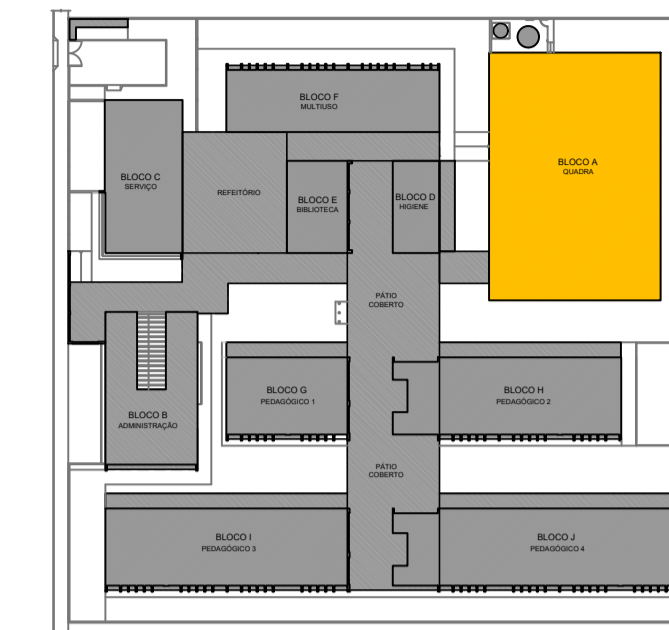 BLOCO F
MULTIUSO
BLOCO A
QUADRA
BLOCO C
SERVIÇO
REFEITÓRIO
BLOCO E
BIBLIOTECA
BLOCO D
HIGIENE
PÁTIO
COBERTO
BLOCO G
PEDAGÓGICO 1
BLOCO H
PEDAGÓGICO 2
BLOCO B
ADMINISTRAÇÃO
PÁTIO
COBERTO
BLOCO I
PEDAGÓGICO 3
BLOCO J
PEDAGÓGICO 4